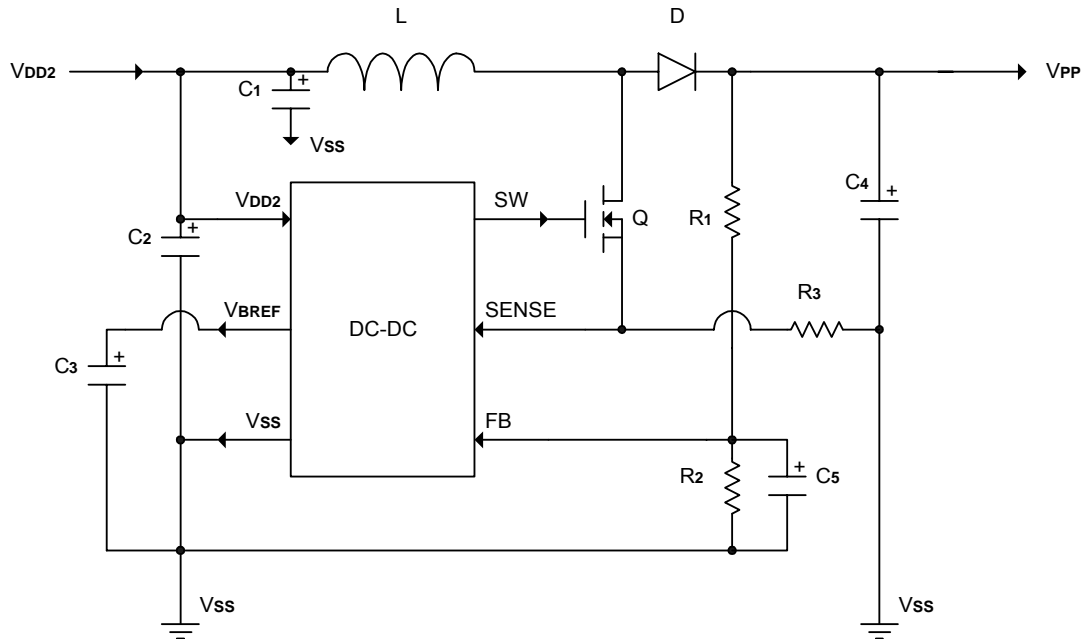 L
D
VDD2
VPP
+
C1
VSS
C4
+
VDD2
SW
Q
R1
C2
+
R3
VBREF
DC-DC
SENSE
C3
+
VSS
FB
R2
+
C5
VSS
VSS